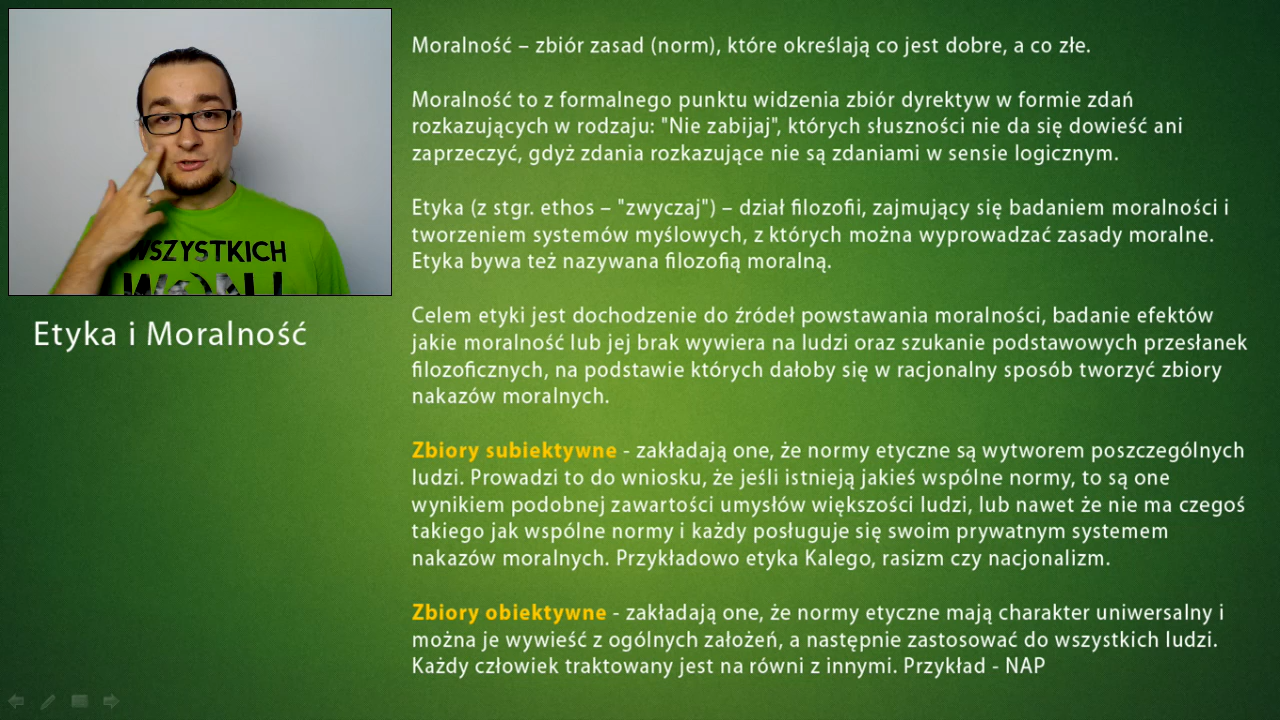 WSZYSTKICH
Etyka i Moralność
Moralność – zbiór zasad (norm), które określają co jest dobre, a co złe.
Moralność to z formalnego punktu widzenia zbiór dyrektyw w formie zdań
rozkazujących w rodzaju: "Nie zabijaj", których słuszności nie da się dowieść ani
zaprzeczyć, gdyż zdania rozkazujące nie są zdaniami w sensie logicznym.
Etyka (z stgr. ethos – "zwyczaj") – dział filozofii, zajmujący się badaniem moralności i
tworzeniem systemów myślowych, z których można wyprowadzać zasady moralne.
Etyka bywa też nazywana filozofią moralną.
Celem etyki jest dochodzenie do źródeł powstawania moralności, badanie efektów
jakie moralność lub jej brak wywiera na ludzi oraz szukanie podstawowych przesłanek
filozoficznych, na podstawie których dałoby się w racjonalny sposób tworzyć zbiory
nakazów moralnych.
Zbiory subiektywne - zakładają one, że normy etyczne są wytworem poszczególnych
ludzi. Prowadzi to do wniosku, że jeśli istnieją jakieś wspólne normy, to są one
wynikiem podobnej zawartości umysłów większości ludzi, lub nawet że nie ma czegoś
takiego jak wspólne normy i każdy posługuje się swoim prywatnym systemem
nakazów moralnych. Przykładowo etyka Kalego, rasizm czy nacjonalizm.
Zbiory obiektywne - zakładają one, że normy etyczne mają charakter uniwersalny i
można je wywieść z ogólnych założeń, a następnie zastosować do wszystkich ludzi.
Każdy człowiek traktowany jest na równi z innymi. Przykład - NAP